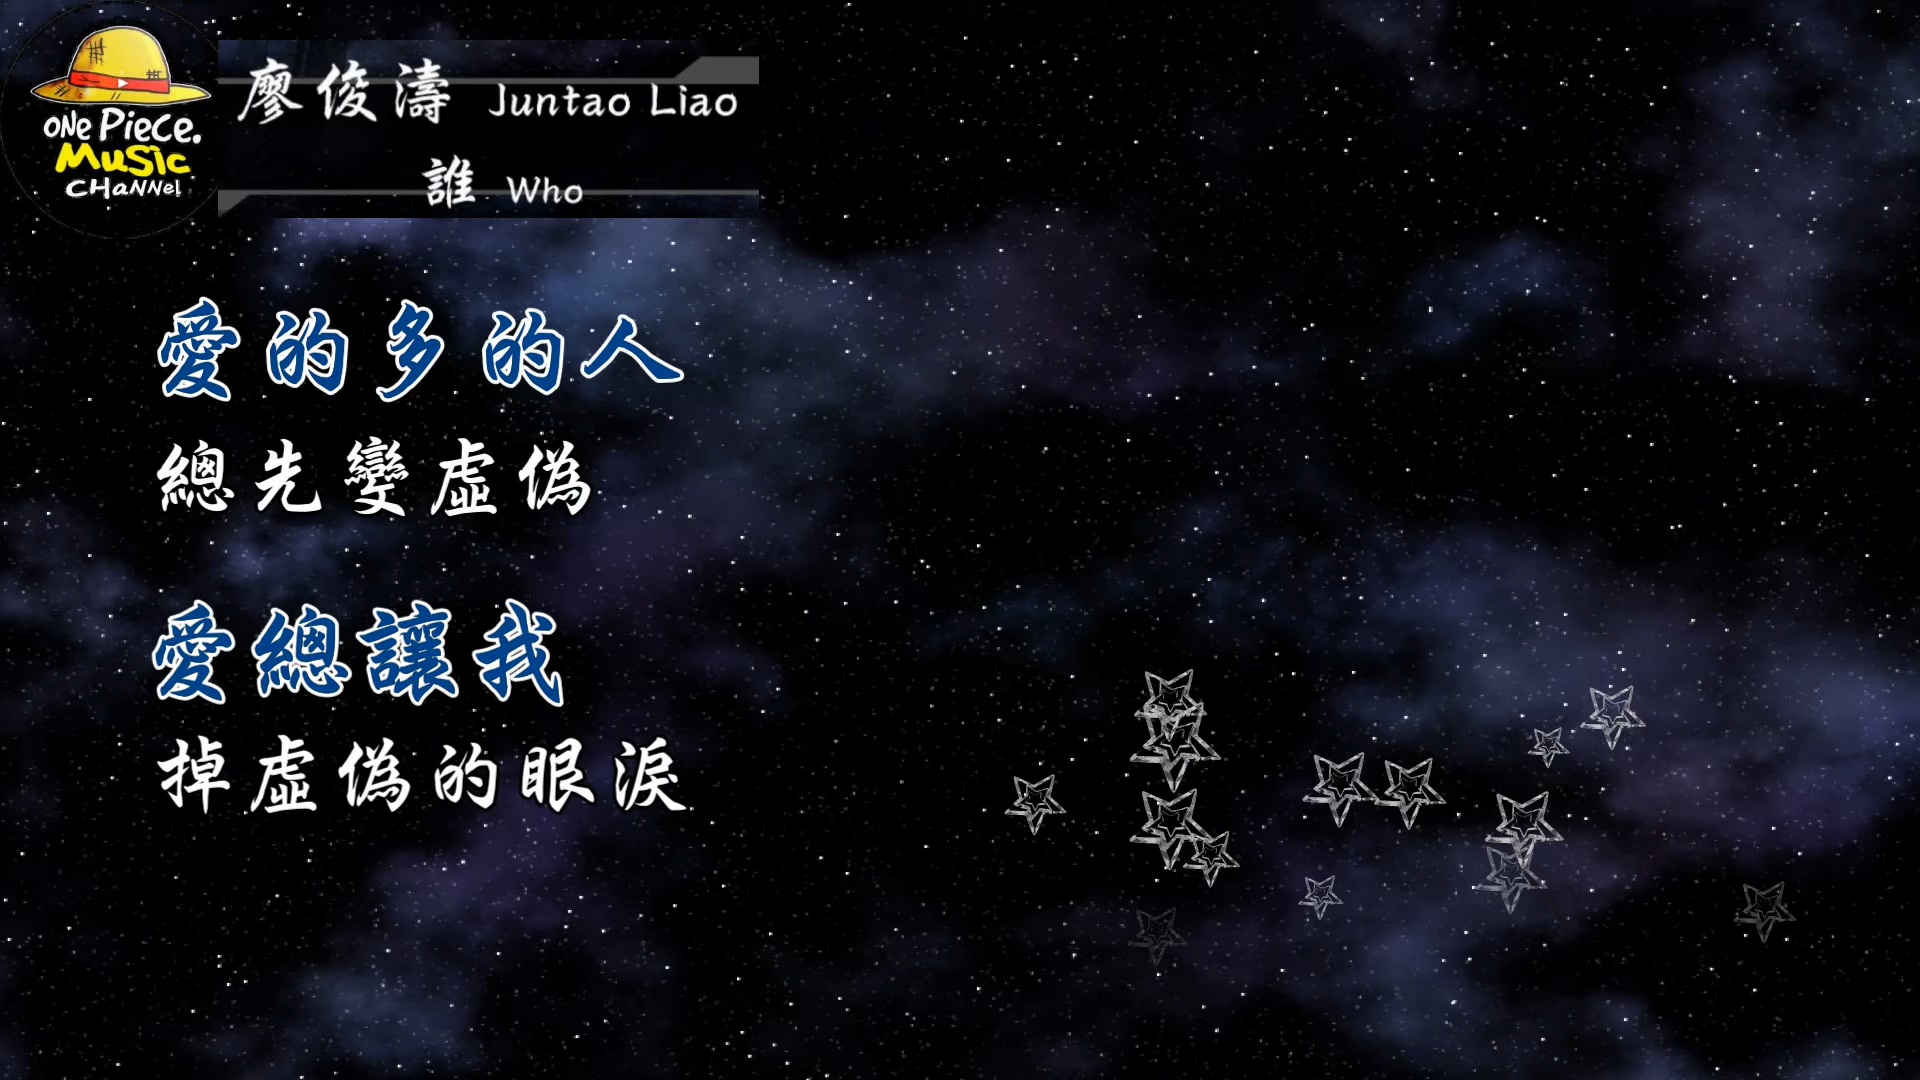 ONE PIECE.
MUSIC
CHANNEL
廖俊濤 Juntao Liao
誰 Who
愛的多的人
總先變虛偽
愛總讓我
掉虛偽的眼淚